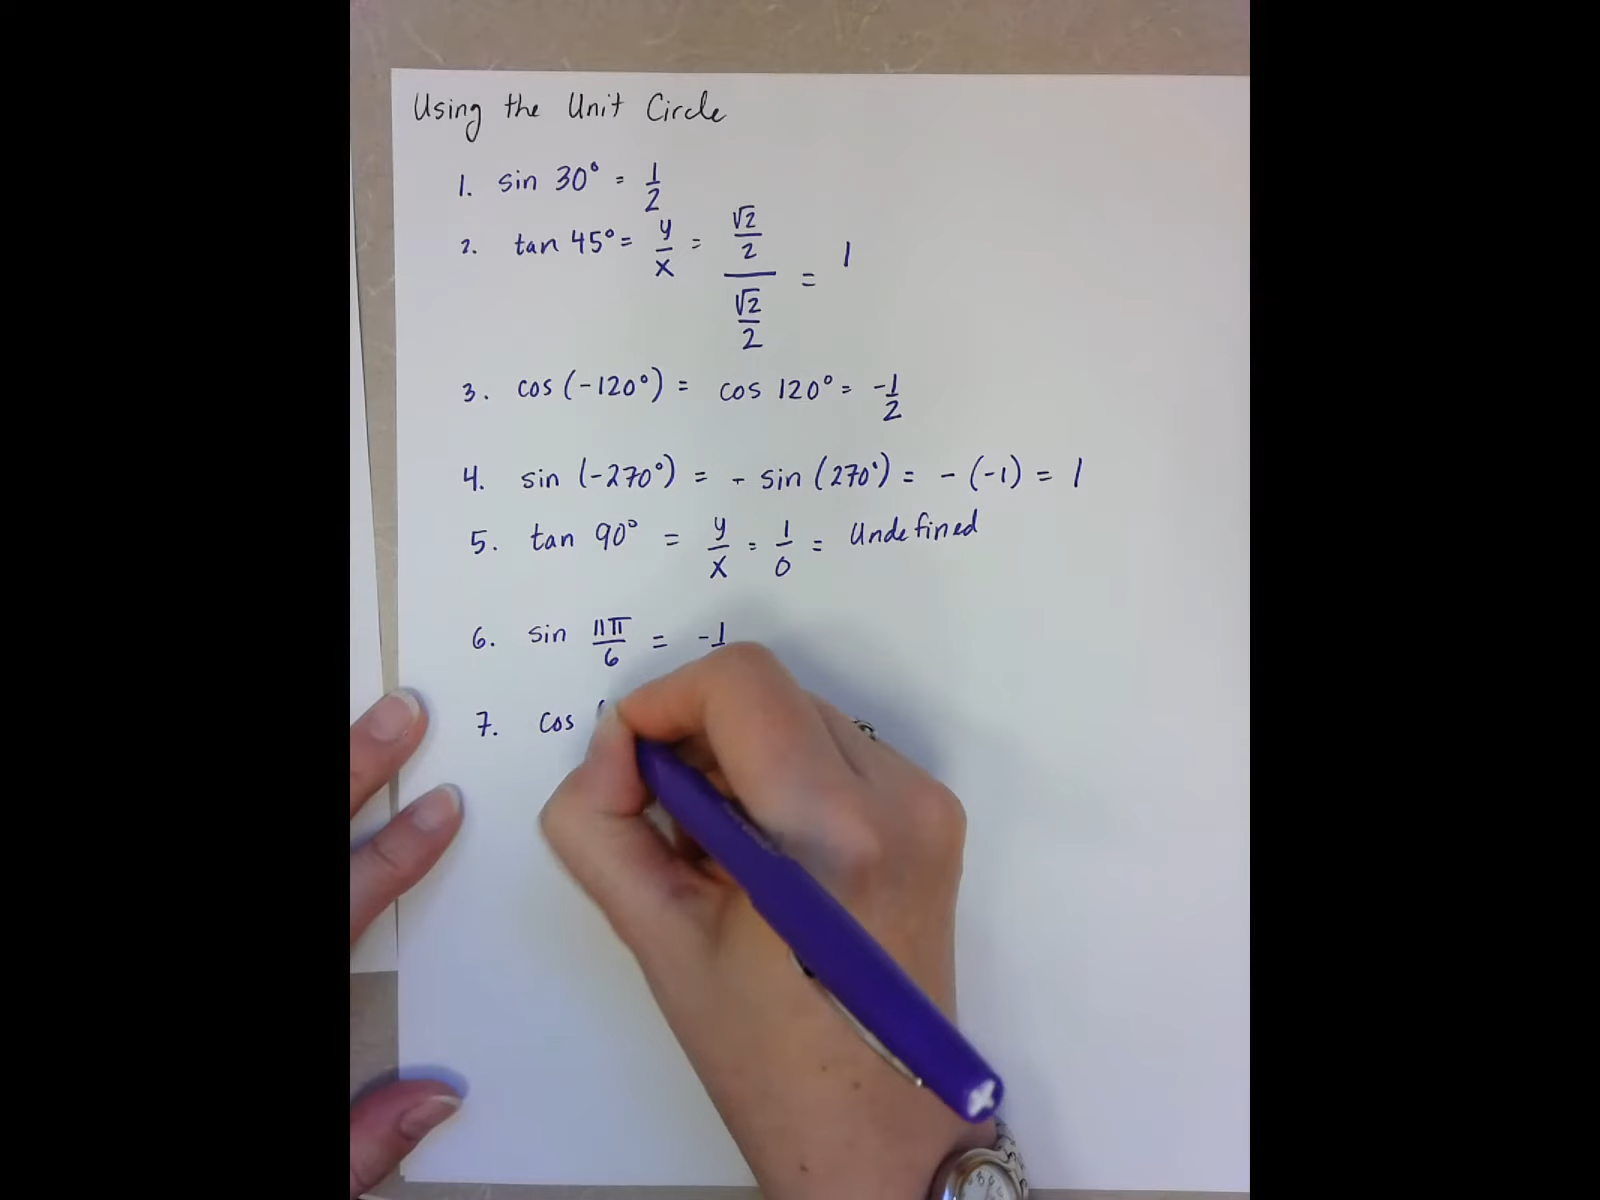 Using the Unit Circle
1. sin 30° = 1/2
2. tan 45° = y/x = (√2/2)/(√2/2) = 1
3. cos (-120°) = cos 120° = -1/2
4. sin (-270°) = - sin (270°) = - (-1) = 1
5. tan 90° = y/x = 1/0 = Undefined
6. sin 11π/6 = -1
7. cos (